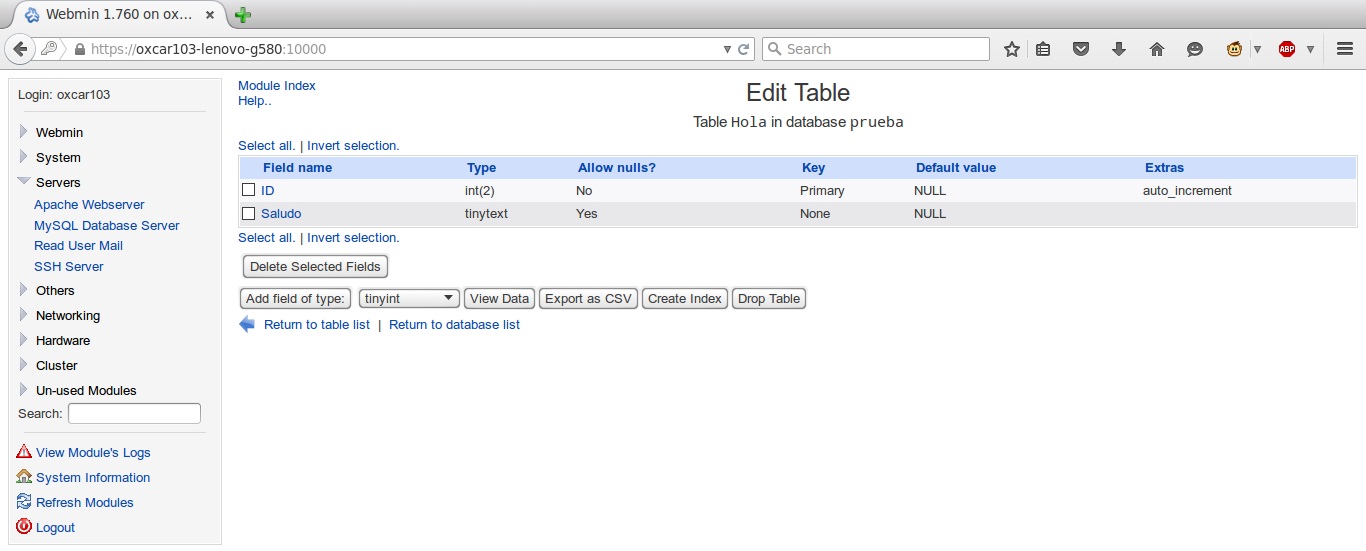 Webmin 1.760 on ox...
https://oxcar103-lenovo-g580:10000
Search
ABP
Login: oxcar103
Webmin
System
Servers
Apache Webserver
MySQL Database Server
Read User Mail
SSH Server
Others
Networking
Hardware
Cluster
Un-used Modules
Search:
View Module's Logs
System Information
Refresh Modules
Logout
Module Index
Help..
Edit Table
Table Hola in database prueba
Select all. | Invert selection.
Field name Type Allow nulls? Key Default value Extras
ID int(2) No Primary NULL auto_increment
Saludo tinytext Yes None NULL
Select all. | Invert selection.
Delete Selected Fields
Add field of type: tinyint View Data Export as CSV Create Index Drop Table
Return to table list | Return to database list